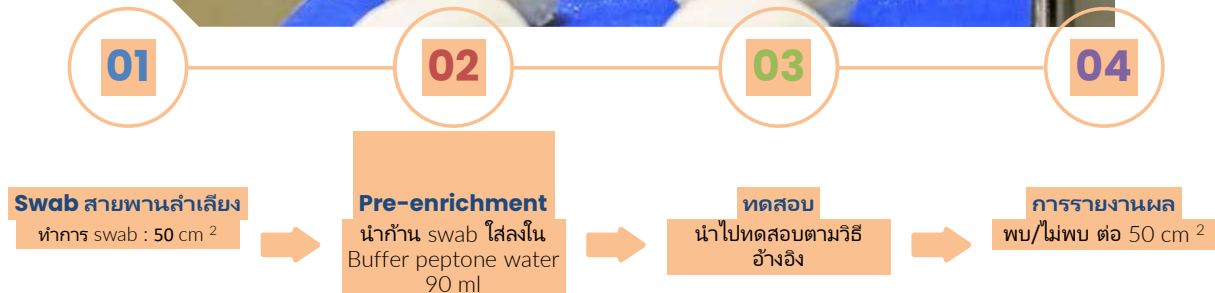 01
02
03
04
Swab สายพานลำเลียง
ทำการ swab : 50 cm 2
Pre-enrichment
นำก้าน swab ใส่ลงใน
Buffer peptone water
90 ml
ทดสอบ
นำไปทดสอบตามวิธี
อ้างอิง
การรายงานผล
พบ/ไม่พบ ต่อ 50 cm 2